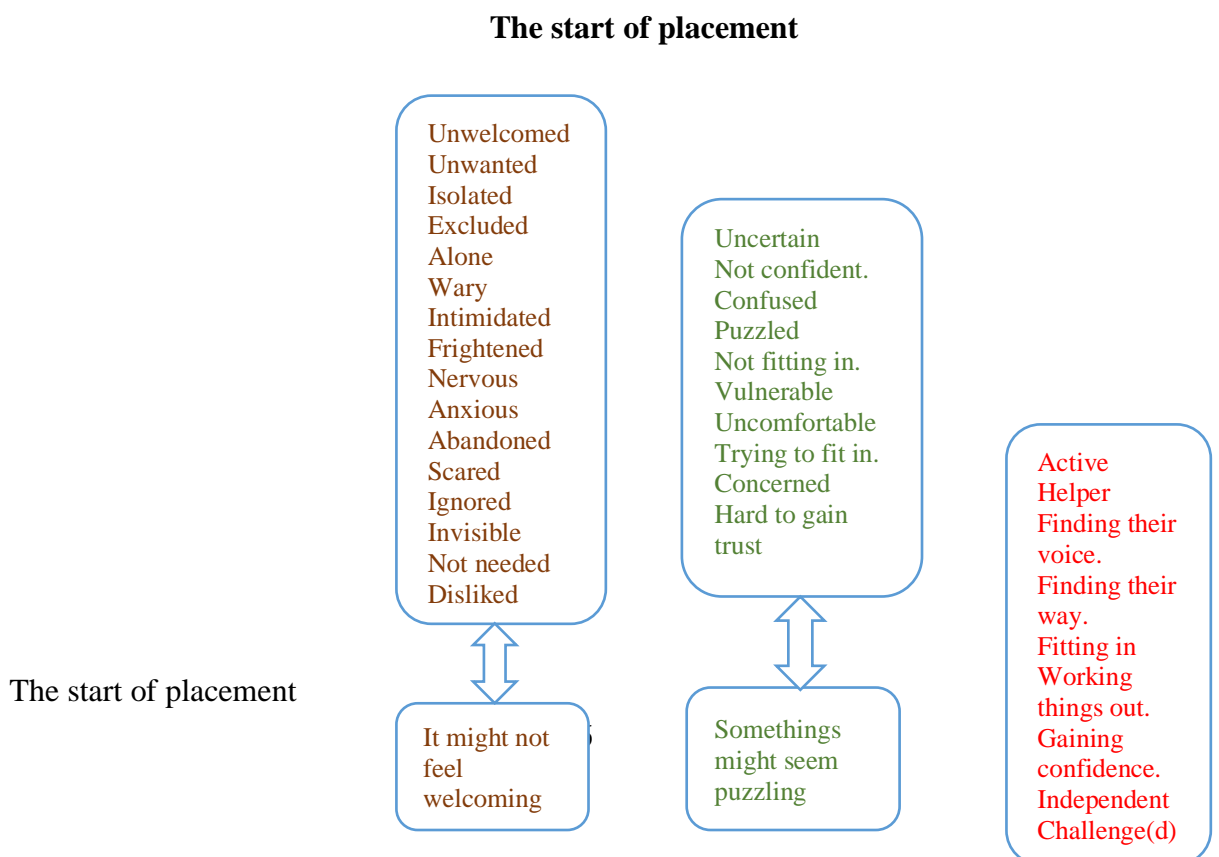 The start of placement
Unwelcomed
Unwanted
Isolated
Excluded
Alone
Wary
Intimidated
Frightened
Nervous
Anxious
Abandoned
Scared
Ignored
Invisible
Not needed
Disliked
Uncertain
Not confident.
Confused
Puzzled
Not fitting in.
Vulnerable
Uncomfortable
Trying to fit in.
Concerned
Hard to gain
trust
Active
Helper
Finding their
voice.
Finding their
way.
Fitting in
Working
things out.
Gaining
confidence.
Independent
Challenge(d)
The start of placement
It might not
feel
welcoming
Somethings
might seem
puzzling